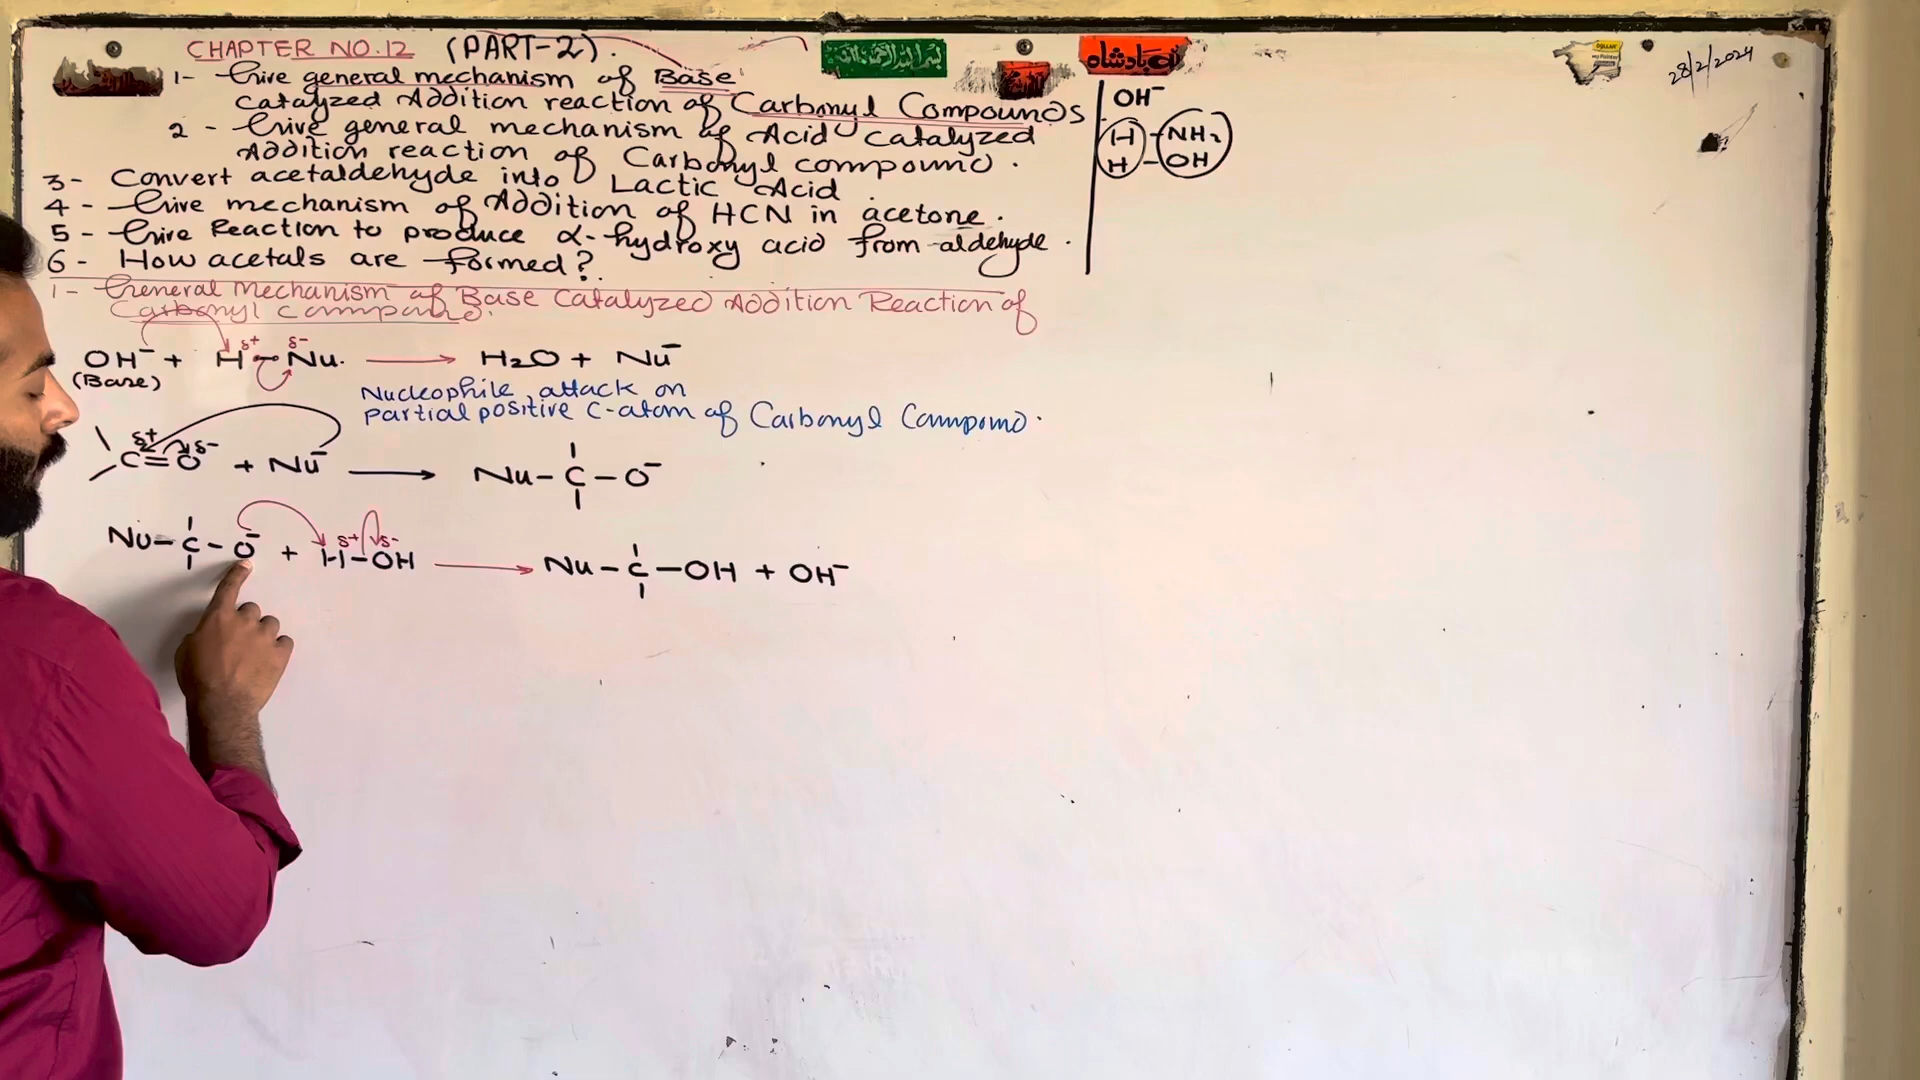 CHAPTER NO.12 (PART-2).
1- Give general mechanism of Base
Catalyzed Addition reaction of Carbonyl Compounds
2 - Give general mechanism of Acid Catalyzed
Addition reaction of Carbonyl compound.
3- Convert acetaldehyde into Lactic Acid.
4- Give mechanism of Addition of HCN in acetone.
5- Give Reaction to produce α-hydroxy acid from aldehyde.
6- How acetals are formed?
OH⁻
H - NH₂
H - OH
28/2/2024
بادشاہ
1- General Mechanism of Base Catalyzed Addition Reaction of
Carbonyl Compound.
OH⁻ + H δ+ - Nu δ-. → H₂O + Nu⁻
(Base)
Nucleophile attack on
partial positive C-atom of Carbonyl Compound.
C δ+ = O δ- + Nu⁻ → Nu-C-O⁻
Nu-C-O⁻ + H δ+ - δ- OH → Nu-C-OH + OH⁻
DOLLAR
my Pointer